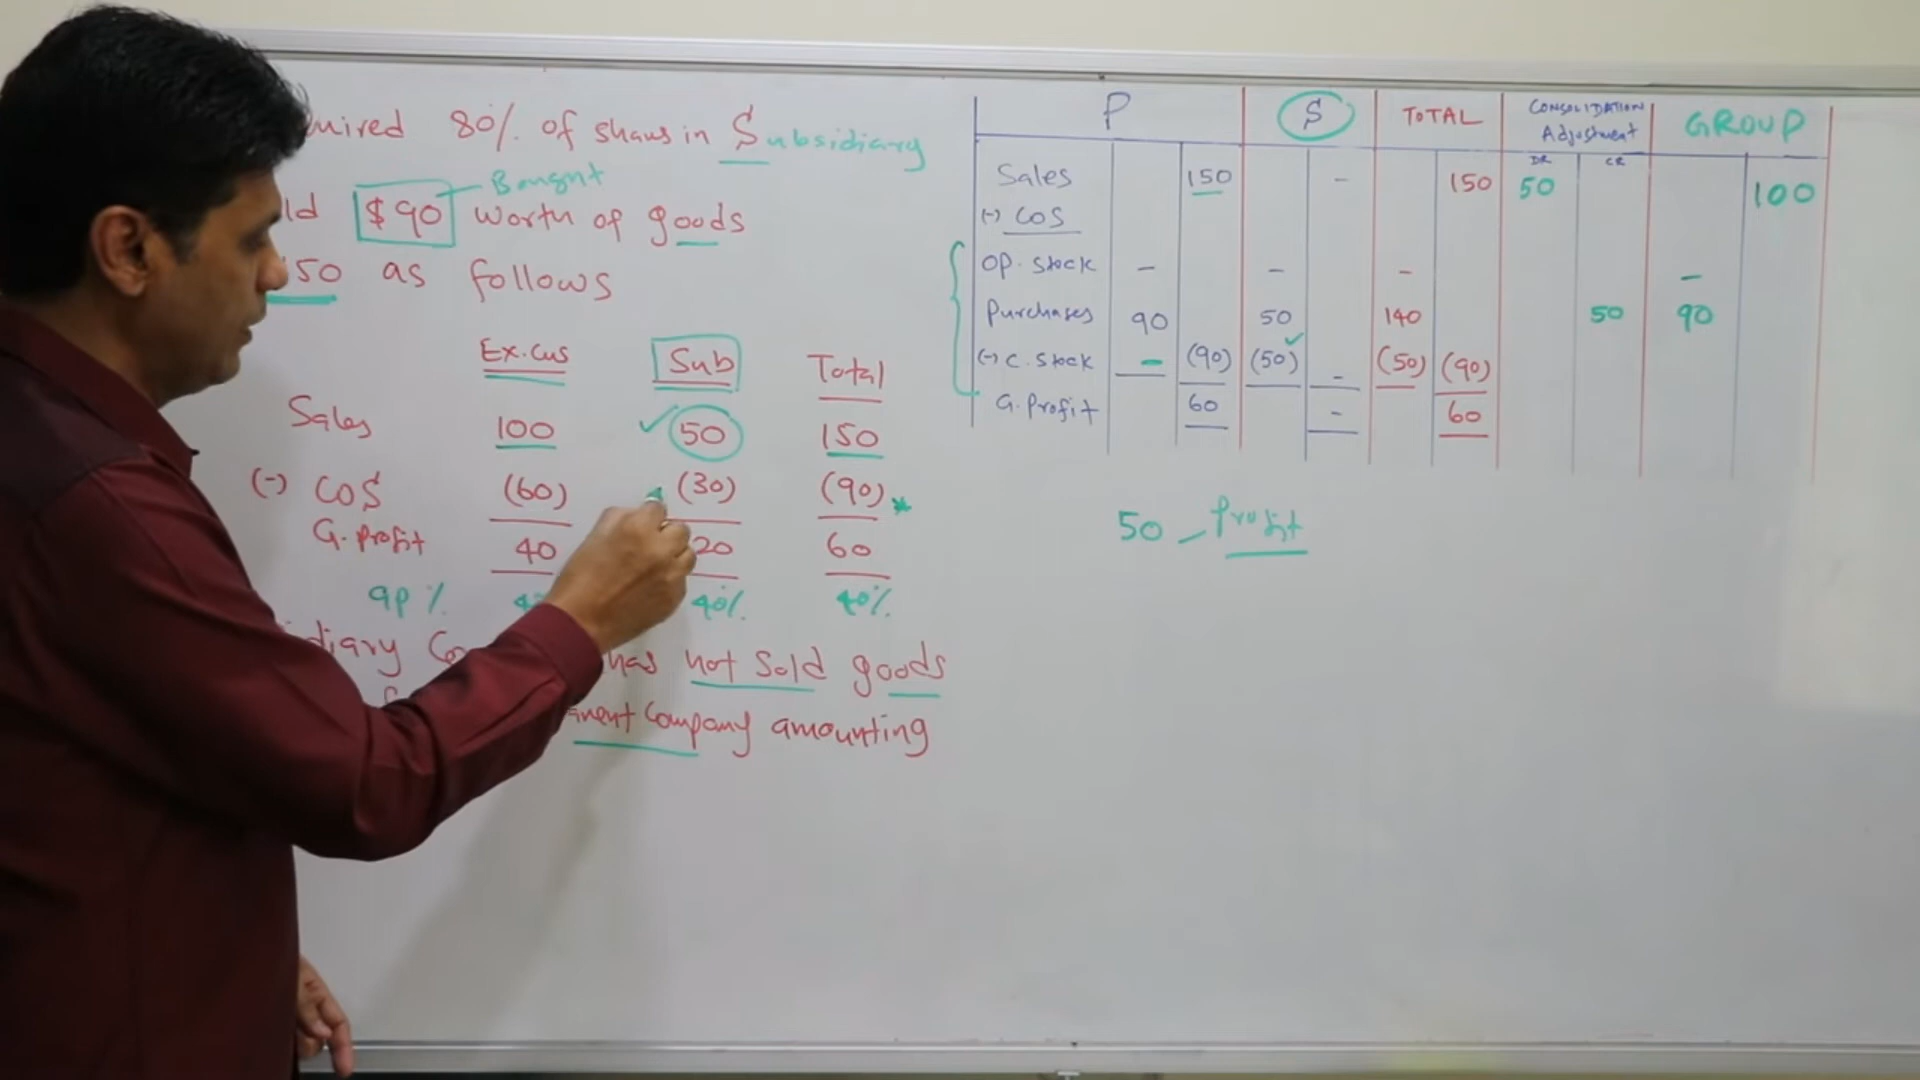 80% of shares in Subsidiary
Bought
$90 worth of goods
150 as follows
Ex.cus Sub Total
Sales 100 50 150
(-) COS (60) (30) (90) *
G. Profit 40 20 60
GP % 40% 40%
has not sold goods
Company amounting
P S TOTAL CONSOLIDATION Adjustment GROUP
DR CR
Sales 150 - 150 50 100
(-) COS
OP. Stock - - - -
Purchases 90 50 140 50 90
(-) C. Stock - (90) (50) - (50) (90)
G. Profit 60 - 60
50 - Profit